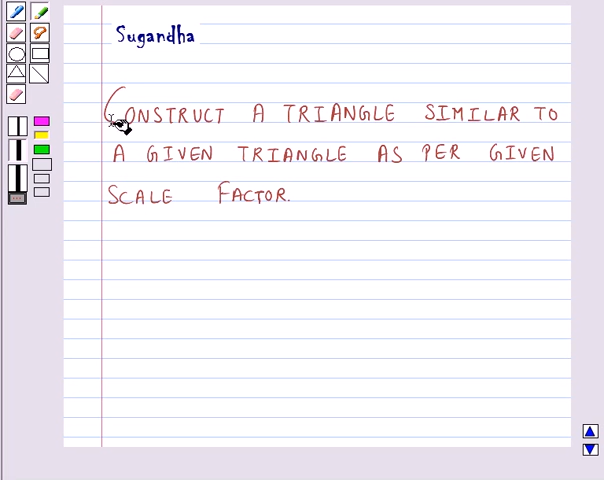 Sugandha
CONSTRUCT A TRIANGLE SIMILAR TO
A GIVEN TRIANGLE AS PER GIVEN
SCALE FACTOR.